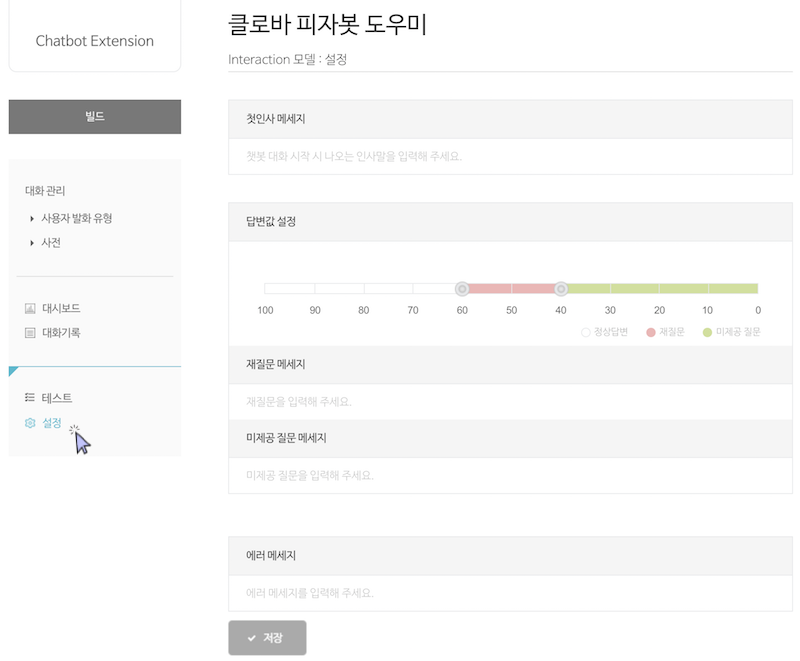 Chatbot Extension
클로바 피자봇 도우미
Interaction 모델 : 설정
빌드
대화 관리
사용자 발화 유형
사전
대시보드
대화기록
테스트
설정
첫인사 메세지
챗봇 대화 시작 시 나오는 인사말을 입력해 주세요.
답변값 설정
100 90 80 70 60 50 40 30 20 10 0
정상답변 재질문 미제공 질문
재질문 메세지
재질문을 입력해 주세요.
미제공 질문 메세지
미제공 질문을 입력해 주세요.
에러 메세지
에러 메세지를 입력해 주세요.
저장